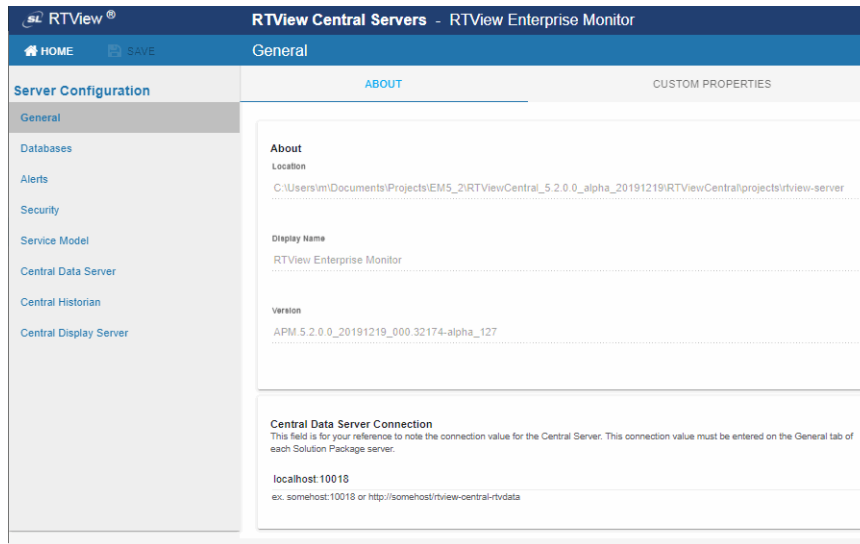 SL RTView ®
RTView Central Servers - RTView Enterprise Monitor
HOME
SAVE
General
Server Configuration
General
Databases
Alerts
Security
Service Model
Central Data Server
Central Historian
Central Display Server
ABOUT
CUSTOM PROPERTIES
About
Location
C:\Users\m\Documents\Projects\EM5_2\RTViewCentral_5.2.0.0_alpha_20191219\RTViewCentral\projects\rtview-server
Display Name
RTView Enterprise Monitor
Version
APM.5.2.0.0_20191219_000.32174-alpha_127
Central Data Server Connection
This field is for your reference to note the connection value for the Central Server. This connection value must be entered on the General tab of
each Solution Package server.
localhost:10018
ex. somehost:10018 or http://somehost/rtview-central-rtvdata